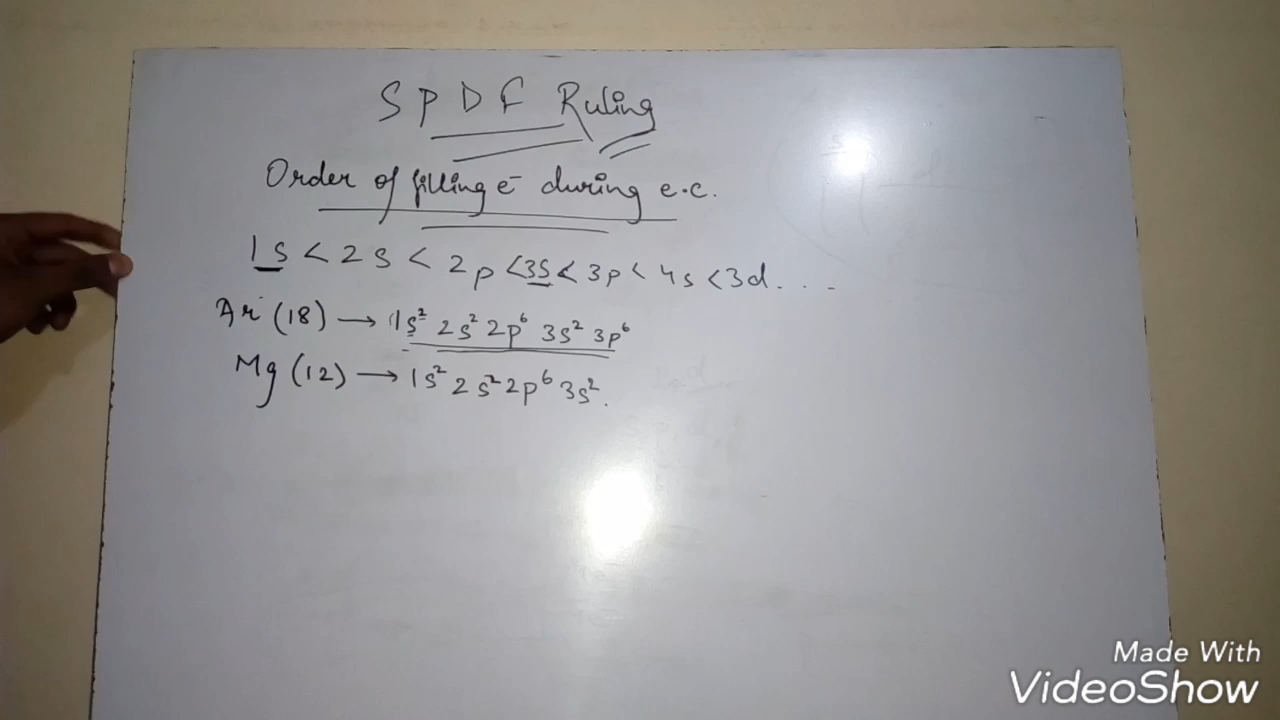 S P D F Ruling
Order of filling e⁻ during e.c.
1s < 2s < 2p < 3s < 3p < 4s < 3d . . .
Ar (18) → 1s² 2s² 2p⁶ 3s² 3p⁶
Mg (12) → 1s² 2s² 2p⁶ 3s².
Made With
VideoShow